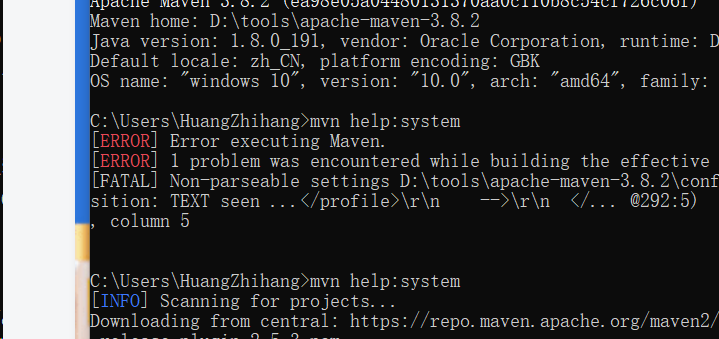 Apache Maven 3.8.2 (ea98e05a04480131370aa0c110b8c54cf726c06f)
Maven home: D:\tools\apache-maven-3.8.2
Java version: 1.8.0_191, vendor: Oracle Corporation, runtime: D
Default locale: zh_CN, platform encoding: GBK
OS name: "windows 10", version: "10.0", arch: "amd64", family:
C:\Users\HuangZhihang>mvn help:system
[ERROR] Error executing Maven.
[ERROR] 1 problem was encountered while building the effective
[FATAL] Non-parseable settings D:\tools\apache-maven-3.8.2\conf
sition: TEXT seen ...</profile>\r\n    -->\r\n  </... @292:5)
, column 5
C:\Users\HuangZhihang>mvn help:system
[INFO] Scanning for projects...
Downloading from central: https://repo.maven.apache.org/maven2/